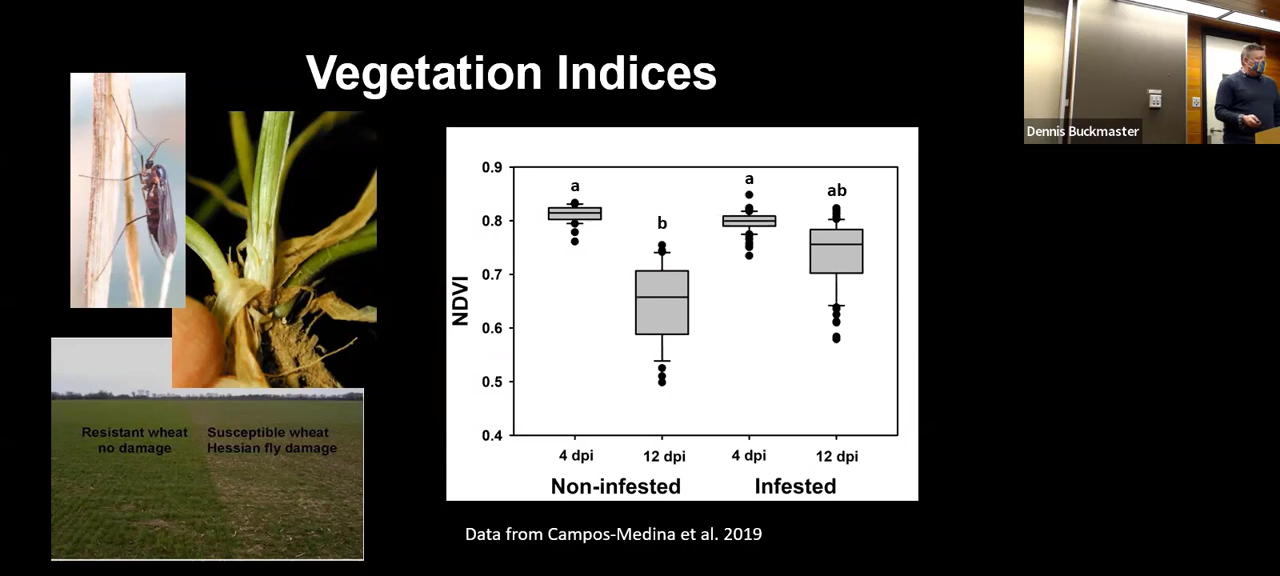 Vegetation Indices
Dennis Buckmaster
Resistant wheat
no damage
Susceptible wheat
Hessian fly damage
NDVI
0.9
0.8
0.7
0.6
0.5
0.4
a
b
a
ab
4 dpi
12 dpi
4 dpi
12 dpi
Non-infested
Infested
Data from Campos-Medina et al. 2019